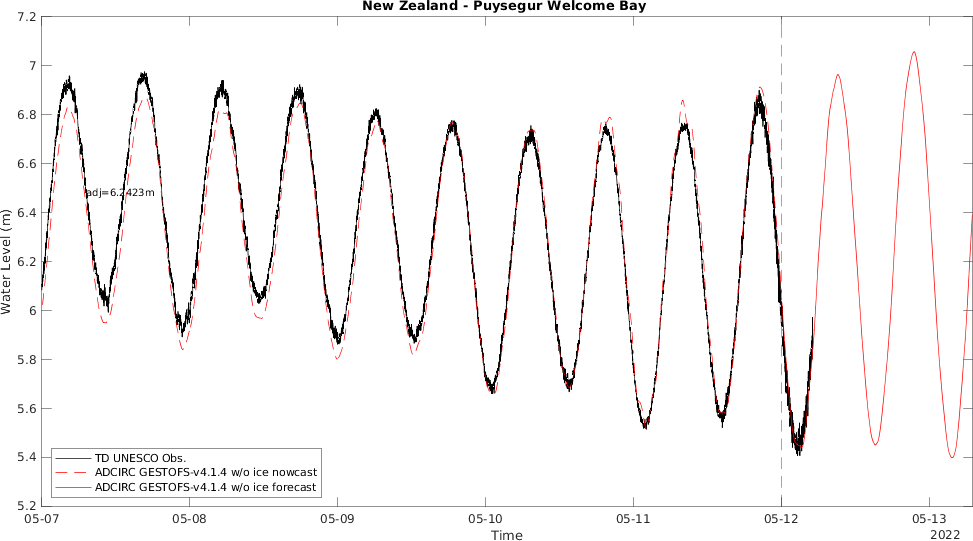 New Zealand - Puysegur Welcome Bay
7.2
7
6.8
6.6
6.4
6.2
6
5.8
5.6
5.4
5.2
Water Level (m)
adj=6.2423m
TD UNESCO Obs.
ADCIRC GESTOFS-v4.1.4 w/o ice nowcast
ADCIRC GESTOFS-v4.1.4 w/o ice forecast
05-07 05-08 05-09 05-10 05-11 05-12 05-13
Time
2022